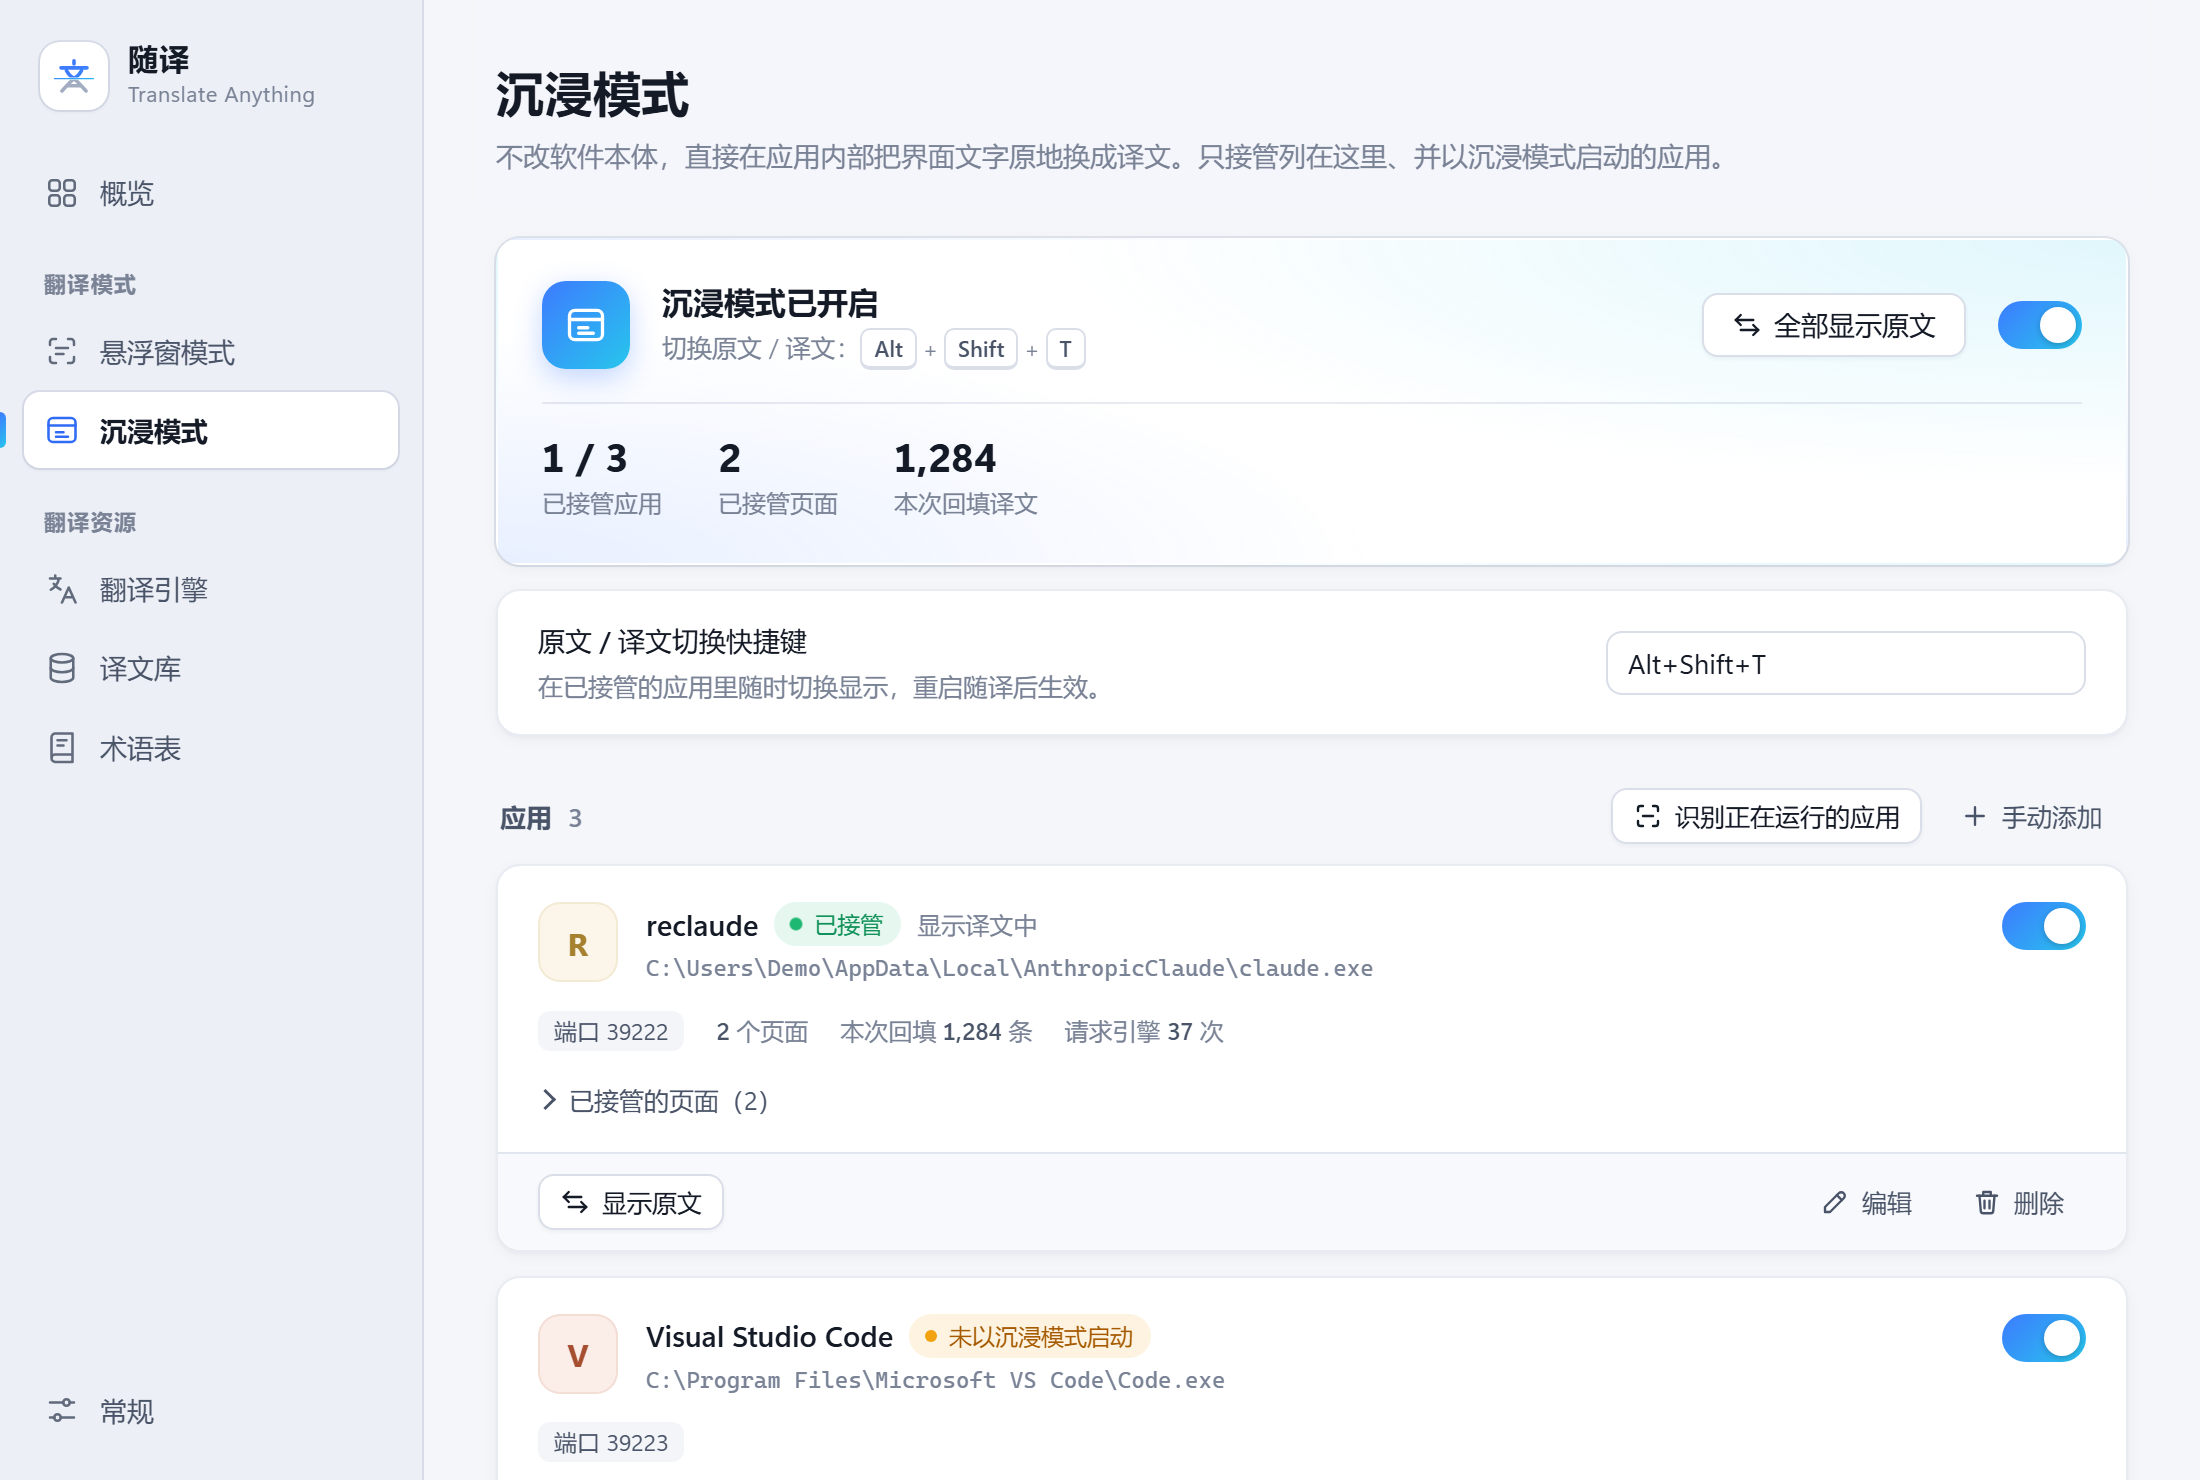 随译
Translate Anything
概览
翻译模式
悬浮窗模式
沉浸模式
翻译资源
翻译引擎
译文库
术语表
常规
沉浸模式
不改软件本体，直接在应用内部把界面文字原地换成译文。只接管列在这里、并以沉浸模式启动的应用。
沉浸模式已开启
切换原文 / 译文： Alt + Shift + T
全部显示原文
1 / 3
已接管应用
2
已接管页面
1,284
本次回填译文
原文 / 译文切换快捷键
在已接管的应用里随时切换显示，重启随译后生效。
Alt+Shift+T
应用 3
识别正在运行的应用
手动添加
R
reclaude 已接管 显示译文中
C:\Users\Demo\AppData\Local\AnthropicClaude\claude.exe
端口 39222 2 个页面 本次回填 1,284 条 请求引擎 37 次
已接管的页面（2）
显示原文
编辑
删除
V
Visual Studio Code 未以沉浸模式启动
C:\Program Files\Microsoft VS Code\Code.exe
端口 39223